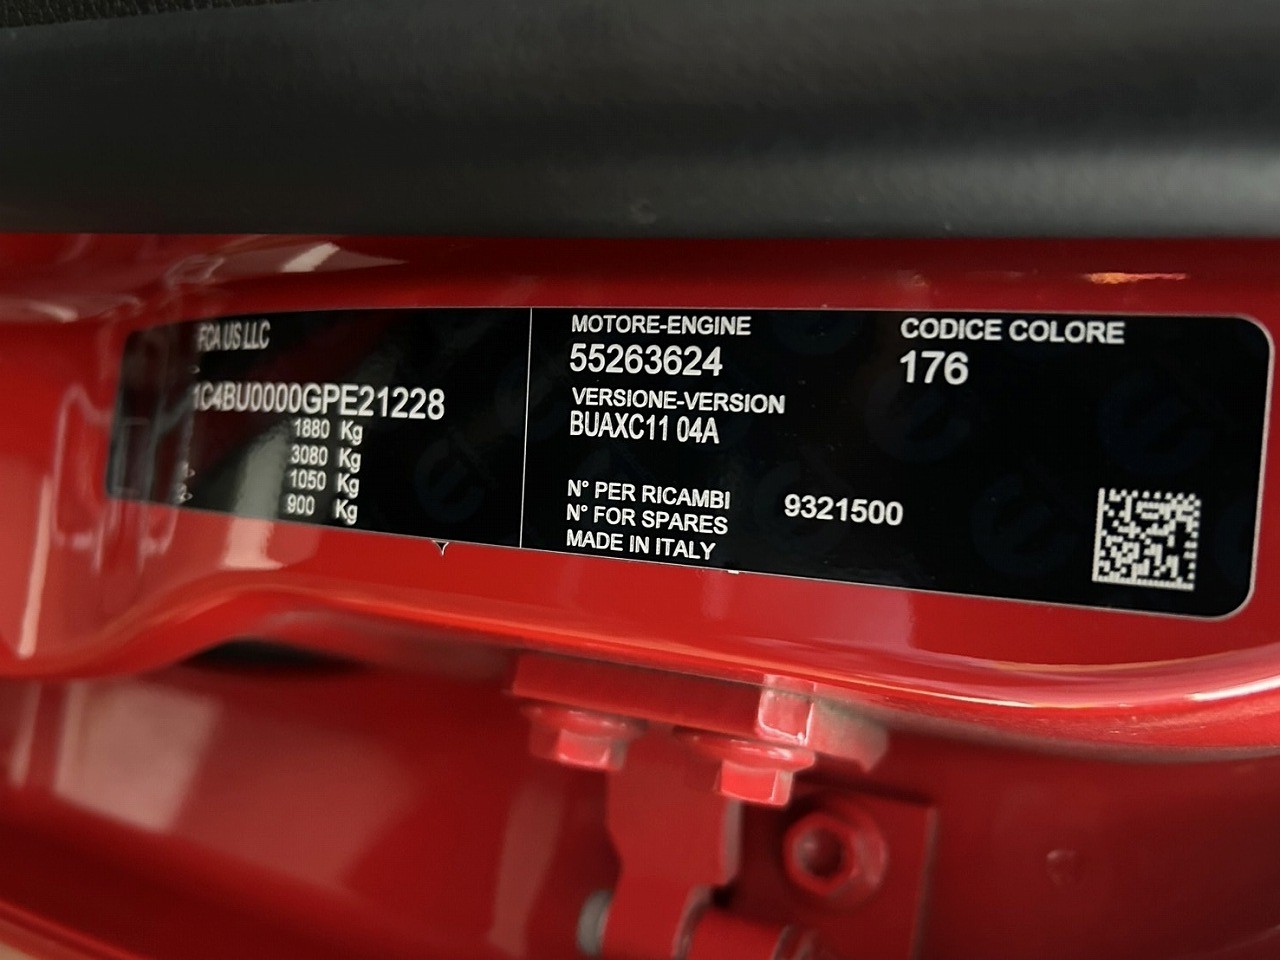 FCA US LLC
1C4BU0000GPE21228
1880 Kg
3080 Kg
1050 Kg
900 Kg
MOTORE-ENGINE
55263624
VERSIONE-VERSION
BUAXC11 04A
N° PER RICAMBI
N° FOR SPARES
9321500
MADE IN ITALY
CODICE COLORE
176